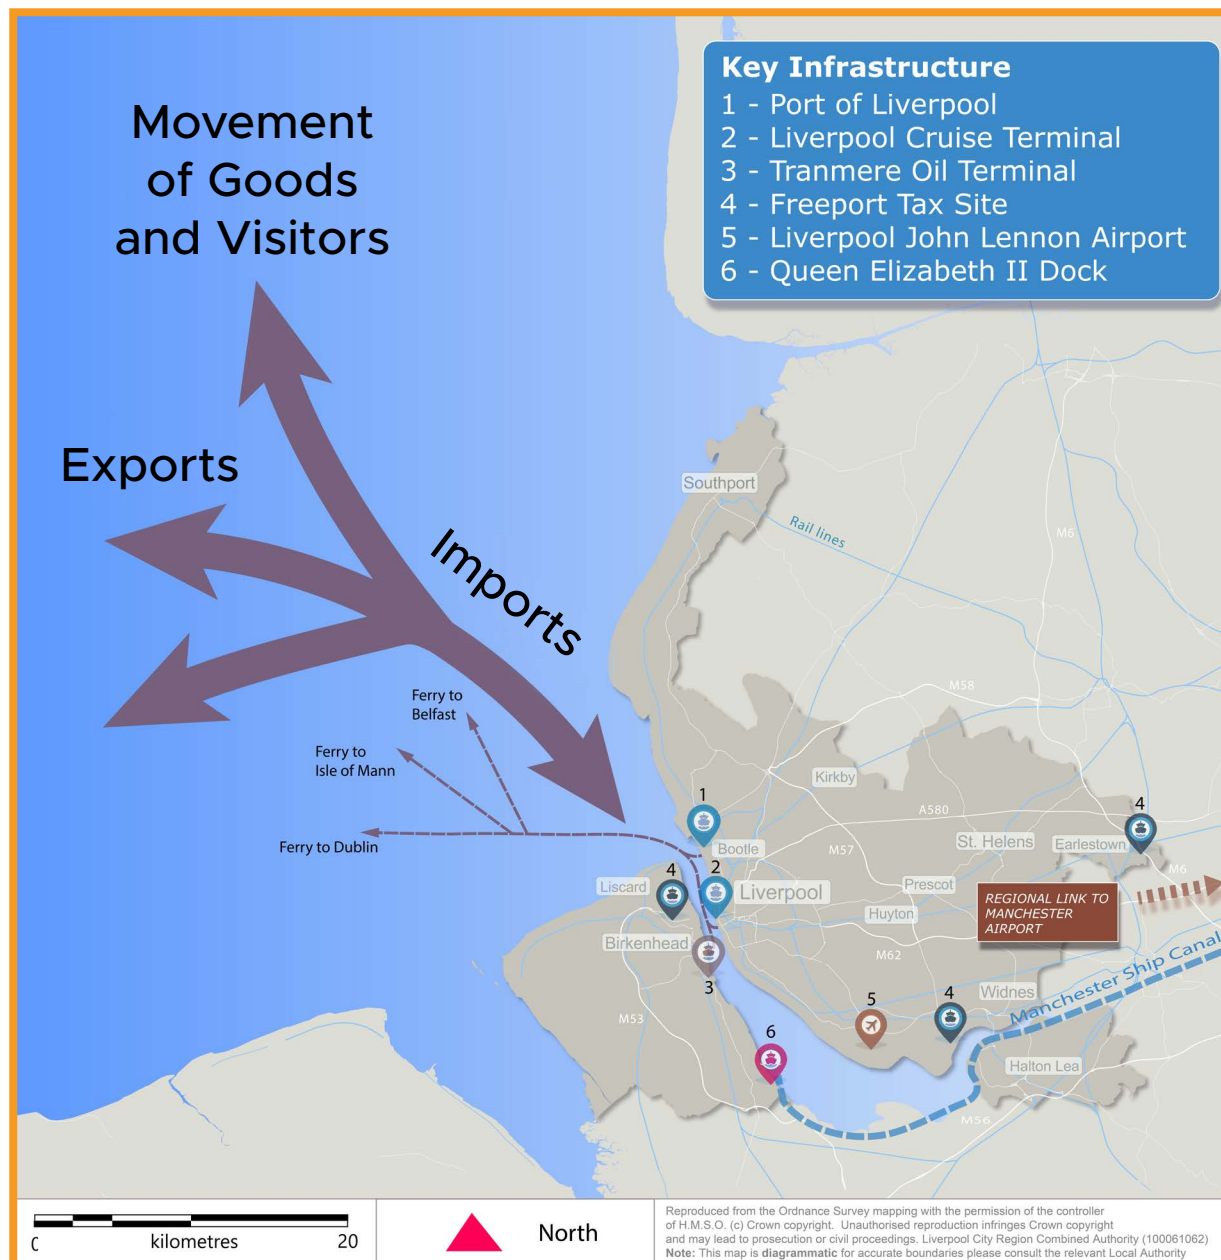 Key Infrastructure
1 - Port of Liverpool
2 - Liverpool Cruise Terminal
3 - Tranmere Oil Terminal
4 - Freeport Tax Site
5 - Liverpool John Lennon Airport
6 - Queen Elizabeth II Dock
Movement
of Goods
and Visitors
Exports
Imports
Southport
Rail lines
M6
M58
Ferry to
Belfast
Ferry to
Isle of Mann
Ferry to Dublin
Kirkby
1
A580
4
Bootle
M57
St. Helens
Earlestown
M6
Liscard
4
2
Liverpool
Prescot
Huyton
REGIONAL LINK TO
MANCHESTER
AIRPORT
Birkenhead
M62
3
Widnes
Manchester Ship Canal
5
4
M53
6
Halton Lea
M56
0 kilometres 20
North
Reproduced from the Ordnance Survey mapping with the permission of the controller
of H.M.S.O. (c) Crown copyright. Unauthorised reproduction infringes Crown copyright
and may lead to prosecution or civil proceedings. Liverpool City Region Combined Authority (100061062)
Note: This map is diagrammatic for accurate boundaries please consult the relevant Local Authority